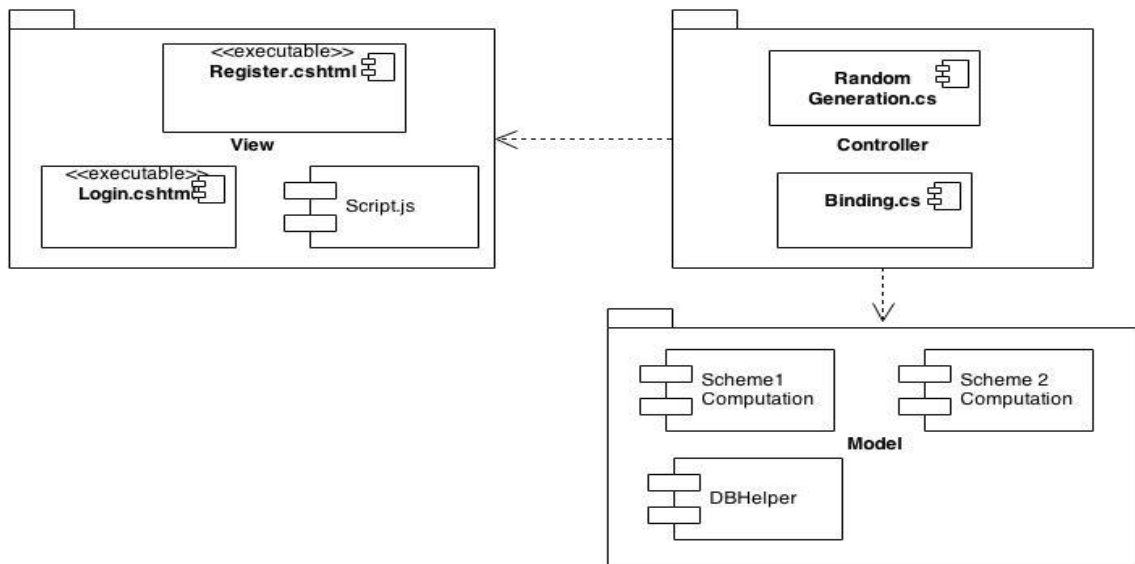 <<executable>>
Register.cshtml
View
<<executable>>
Login.cshtml
Script.js
Random
Generation.cs
Controller
Binding.cs
Scheme1
Computation
Scheme 2
Computation
Model
DBHelper